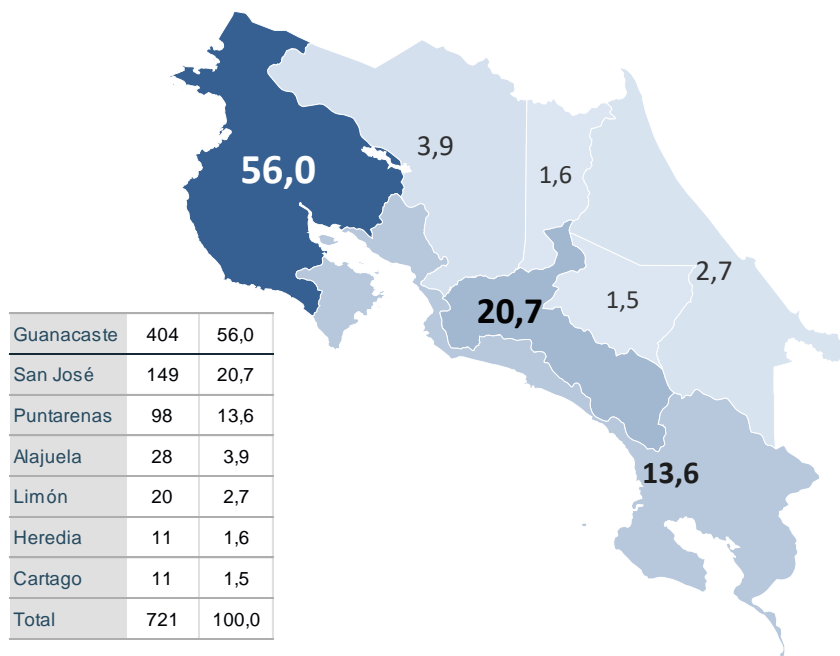 3,9
56,0
1,6
2,7
1,5
20,7
13,6
Guanacaste 404 56,0
San José 149 20,7
Puntarenas 98 13,6
Alajuela 28 3,9
Limón 20 2,7
Heredia 11 1,6
Cartago 11 1,5
Total 721 100,0